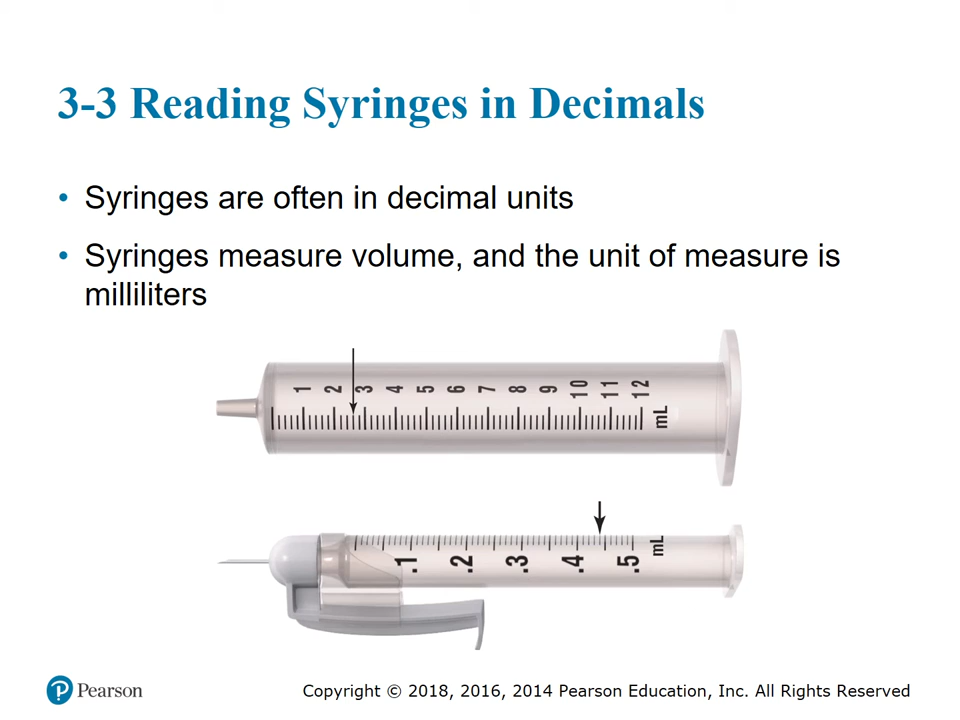 3-3 Reading Syringes in Decimals
• Syringes are often in decimal units
• Syringes measure volume, and the unit of measure is
milliliters
1 2 3 4 5 6 7 8 9 10 11 12 mL
.1 .2 .3 .4 .5 mL
Pearson
Copyright © 2018, 2016, 2014 Pearson Education, Inc. All Rights Reserved